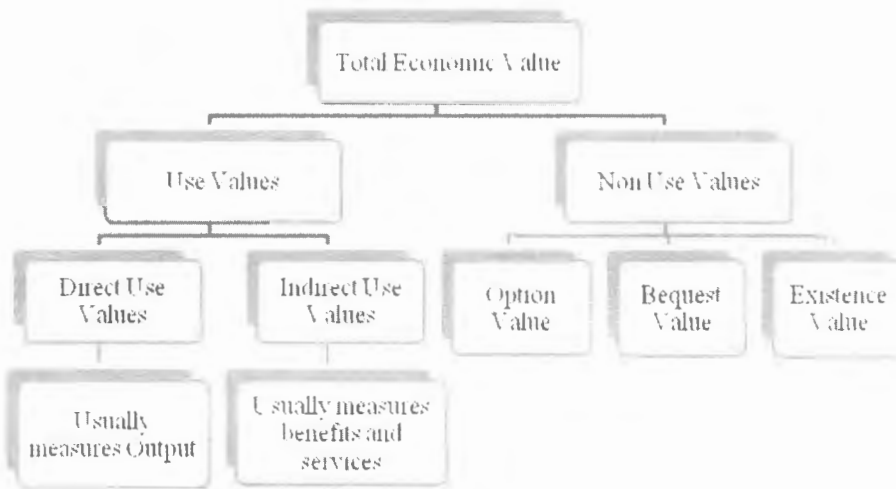 Total Economic Value
Use Values
Non Use Values
Direct Use
Values
Indirect Use
Values
Option
Value
Bequest
Value
Existence
Value
Usually
measures Output
Usually measures
benefits and
services